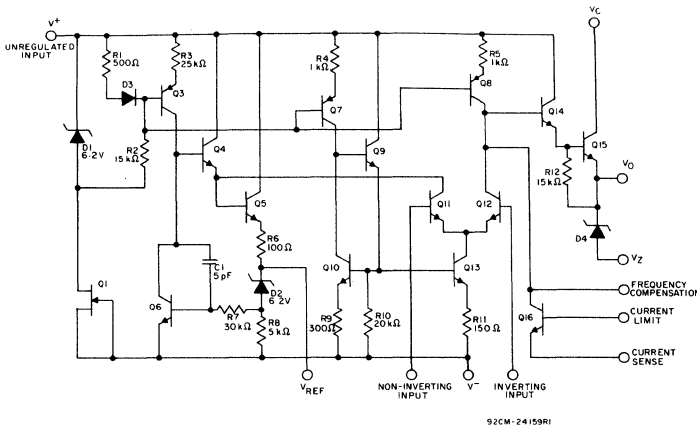 V+
UNREGULATED
INPUT
R1
500Ω
R3
25kΩ
D3
Q3
D1
6·2V
R2
15kΩ
Q4
Q5
R4
1kΩ
Q7
Q9
R5
1kΩ
Q8
Q14
VC
Q15
R12
15kΩ
VO
D4
VZ
Q11
Q12
R6
100Ω
C1
5pF
D2
6·2V
Q1
Q6
R7
30kΩ
R8
5kΩ
Q10
Q13
R9
300Ω
R10
20kΩ
R11
150Ω
Q16
FREQUENCY
COMPENSATION
CURRENT
LIMIT
CURRENT
SENSE
VREF
NON-INVERTING
INPUT
V-
INVERTING
INPUT
92CM-24159R1